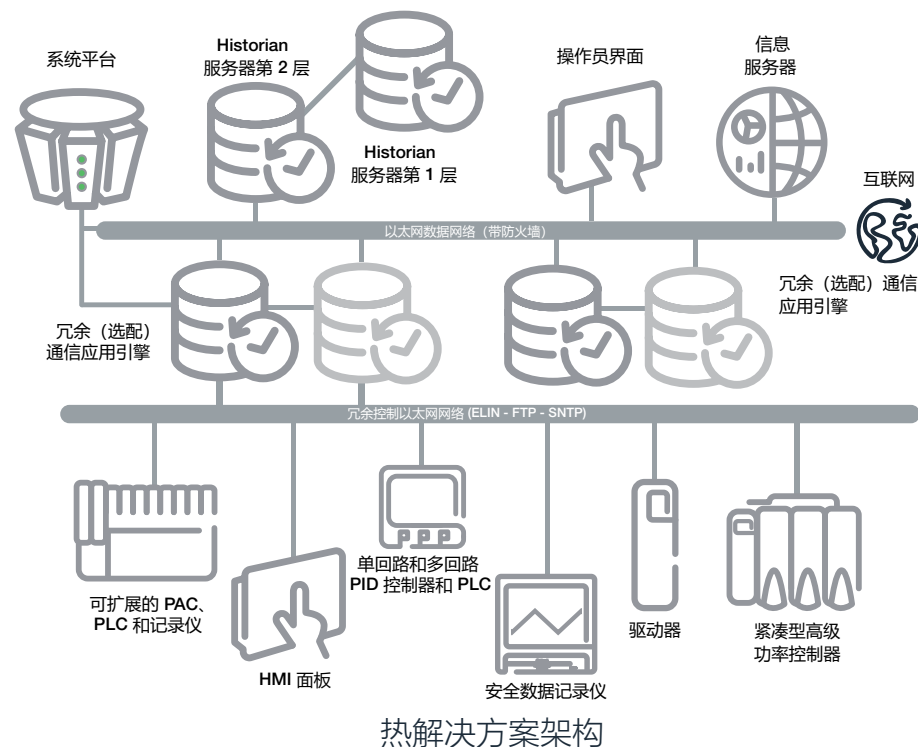 系统平台
Historian
服务器第 2 层
Historian
服务器第 1 层
操作员界面
信息
服务器
互联网
以太网数据网络（带防火墙）
冗余（选配）
通信应用引擎
冗余（选配）通信
应用引擎
冗余控制以太网网络 (ELIN - FTP - SNTP)
可扩展的 PAC、
PLC 和记录仪
HMI 面板
单回路和多回路
PID 控制器和 PLC
安全数据记录仪
驱动器
紧凑型高级
功率控制器
热解决方案架构